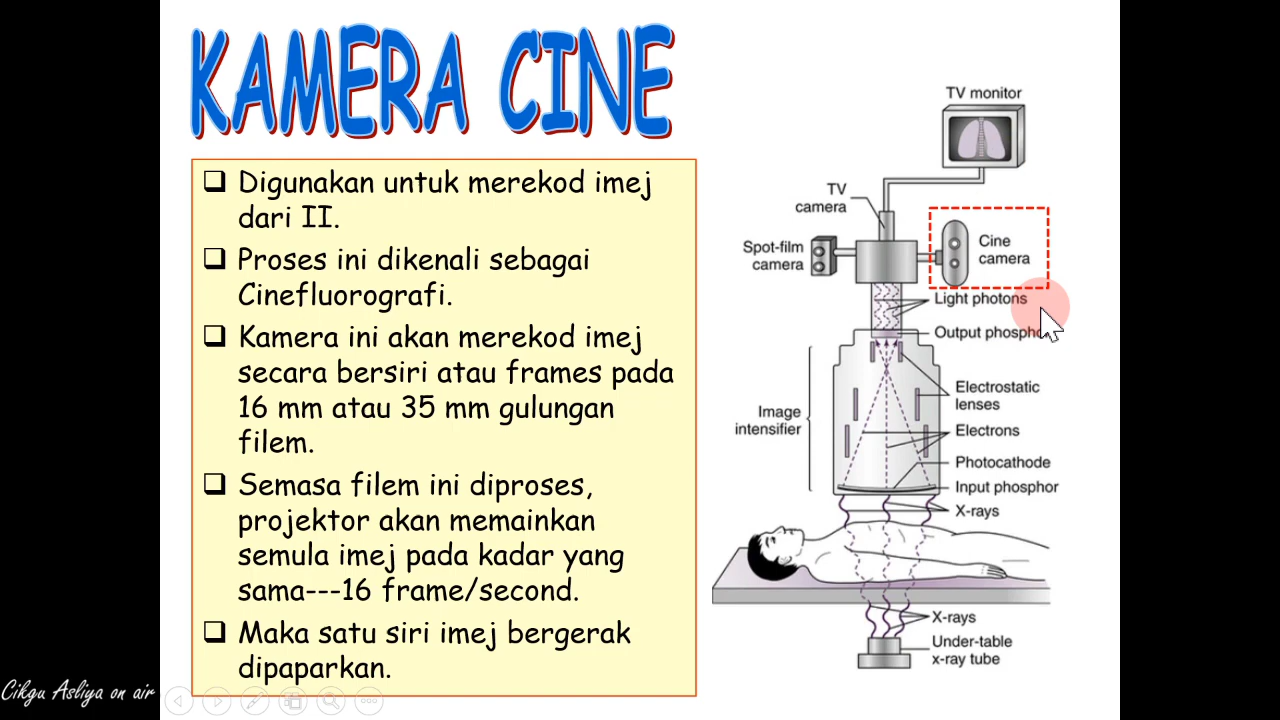 KAMERA CINE
Digunakan untuk merekod imej
dari II.
Proses ini dikenali sebagai
Cinefluorografi.
Kamera ini akan merekod imej
secara bersiri atau frames pada
16 mm atau 35 mm gulungan
filem.
Semasa filem ini diproses,
projektor akan memainkan
semula imej pada kadar yang
sama---16 frame/second.
Maka satu siri imej bergerak
dipaparkan.
TV monitor
TV
camera
Spot-film
camera
Cine
camera
Light photons
Output phosphor
Electrostatic
lenses
Image
intensifier
Electrons
Photocathode
Input phosphor
X-rays
X-rays
Under-table
x-ray tube
Cikgu Asliya on air